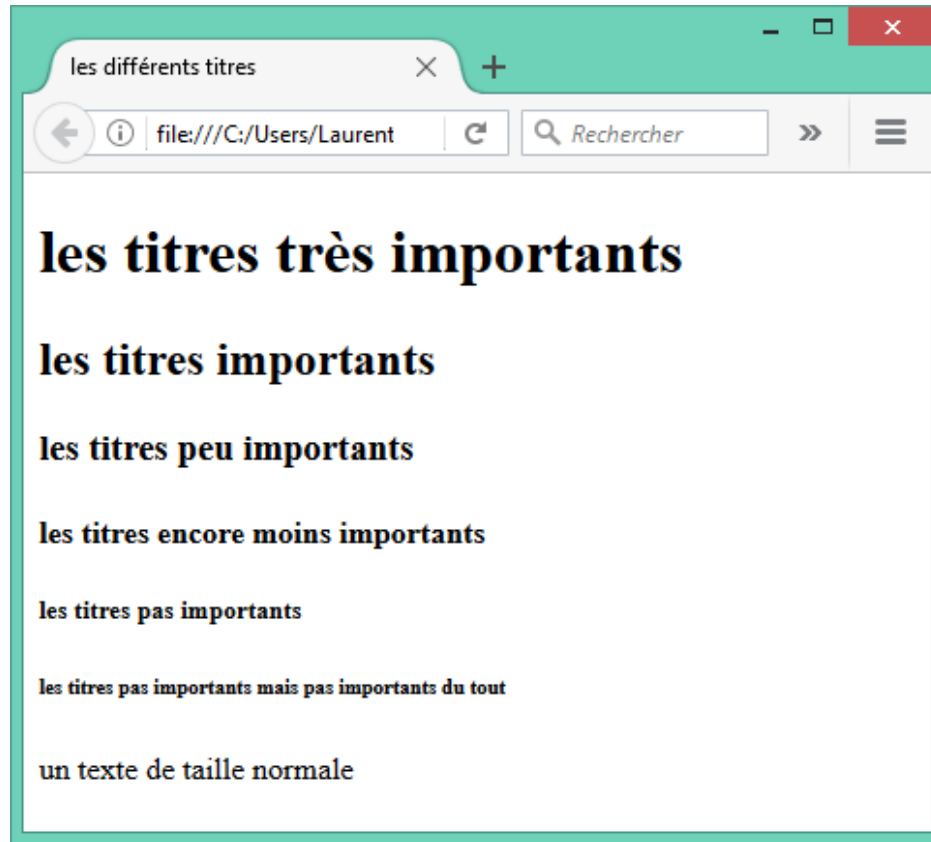 les différents titres
file:///C:/Users/Laurent
Rechercher
les titres très importants
les titres importants
les titres peu importants
les titres encore moins importants
les titres pas importants
les titres pas importants mais pas importants du tout
un texte de taille normale